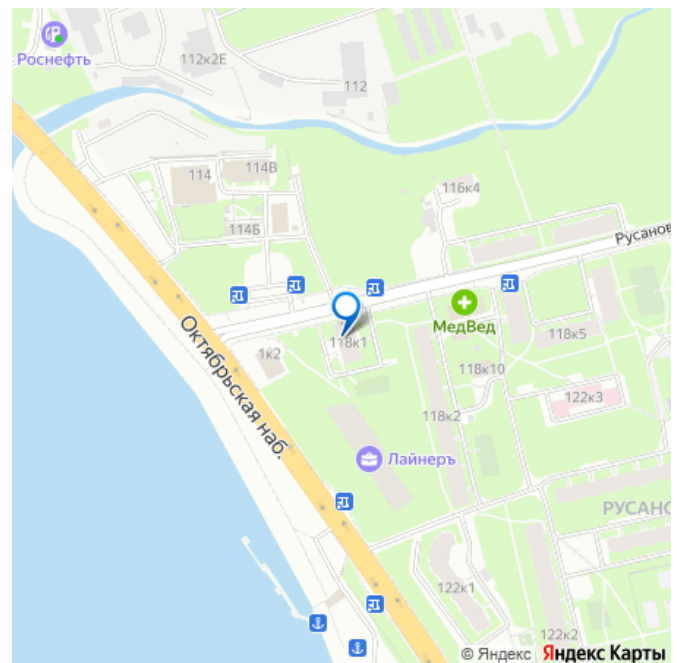 Роснефть
112к2Е
112
114В
114
116к4
114Б
Русанов
МедВед
118к1
118к5
1к2
118к10
Октябрьская наб.
122к3
118к2
Лайнеръ
РУСАНО
122к1
122к2
© Яндекс Яндекс Карты